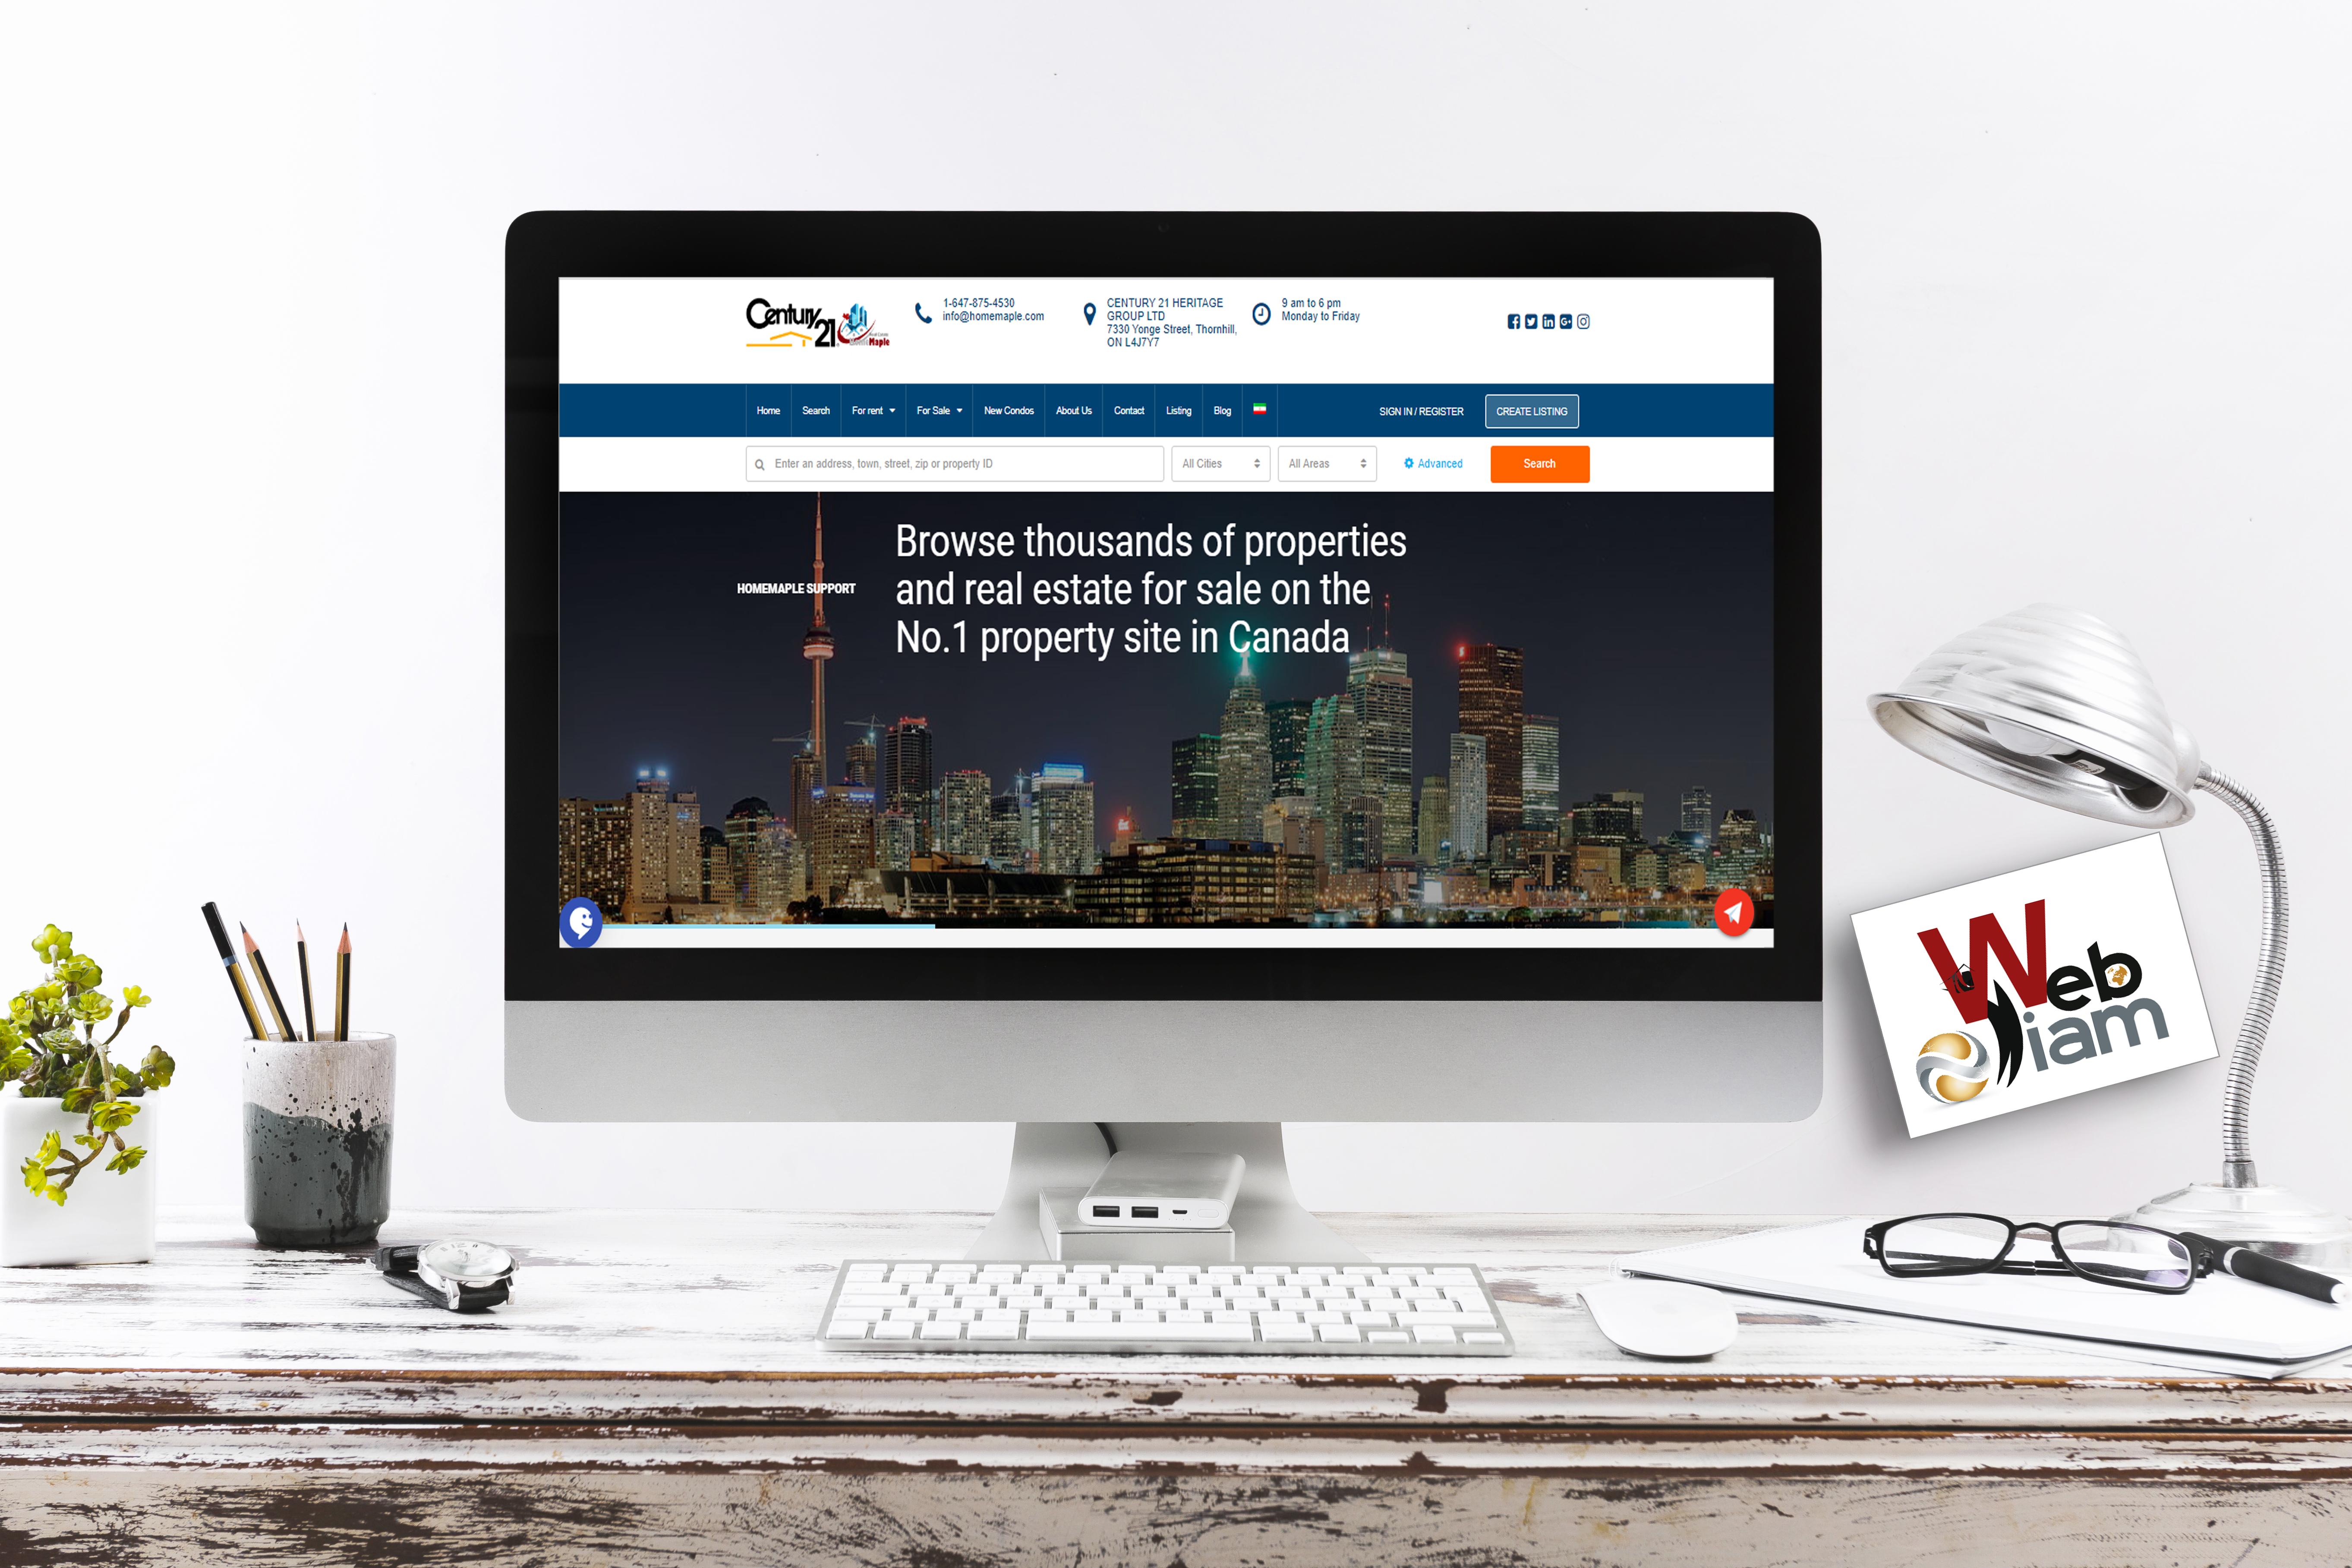 Century 21
Maple
1-647-875-4530
info@homemaple.com
CENTURY 21 HERITAGE
GROUP LTD
7330 Yonge Street, Thornhill,
ON L4J7Y7
9 am to 6 pm
Monday to Friday
Home
Search
For rent
For Sale
New Condos
About Us
Contact
Listing
Blog
SIGN IN / REGISTER
CREATE LISTING
Enter an address, town, street, zip or property ID
All Cities
All Areas
Advanced
Search
HOMEMAPLE SUPPORT
Browse thousands of properties
and real estate for sale on the
No.1 property site in Canada
Web
iam